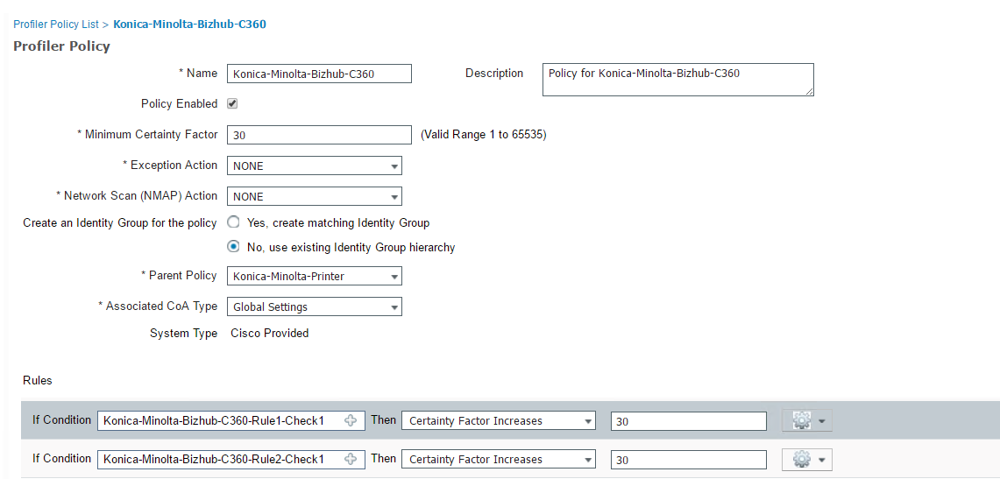 Profiler Policy List > Konica-Minolta-Bizhub-C360
Profiler Policy
* Name Konica-Minolta-Bizhub-C360 Description Policy for Konica-Minolta-Bizhub-C360
Policy Enabled
* Minimum Certainty Factor 30 (Valid Range 1 to 65535)
* Exception Action NONE
* Network Scan (NMAP) Action NONE
Create an Identity Group for the policy Yes, create matching Identity Group
No, use existing Identity Group hierarchy
* Parent Policy Konica-Minolta-Printer
* Associated CoA Type Global Settings
System Type Cisco Provided
Rules
If Condition Konica-Minolta-Bizhub-C360-Rule1-Check1 Then Certainty Factor Increases 30
If Condition Konica-Minolta-Bizhub-C360-Rule2-Check1 Then Certainty Factor Increases 30